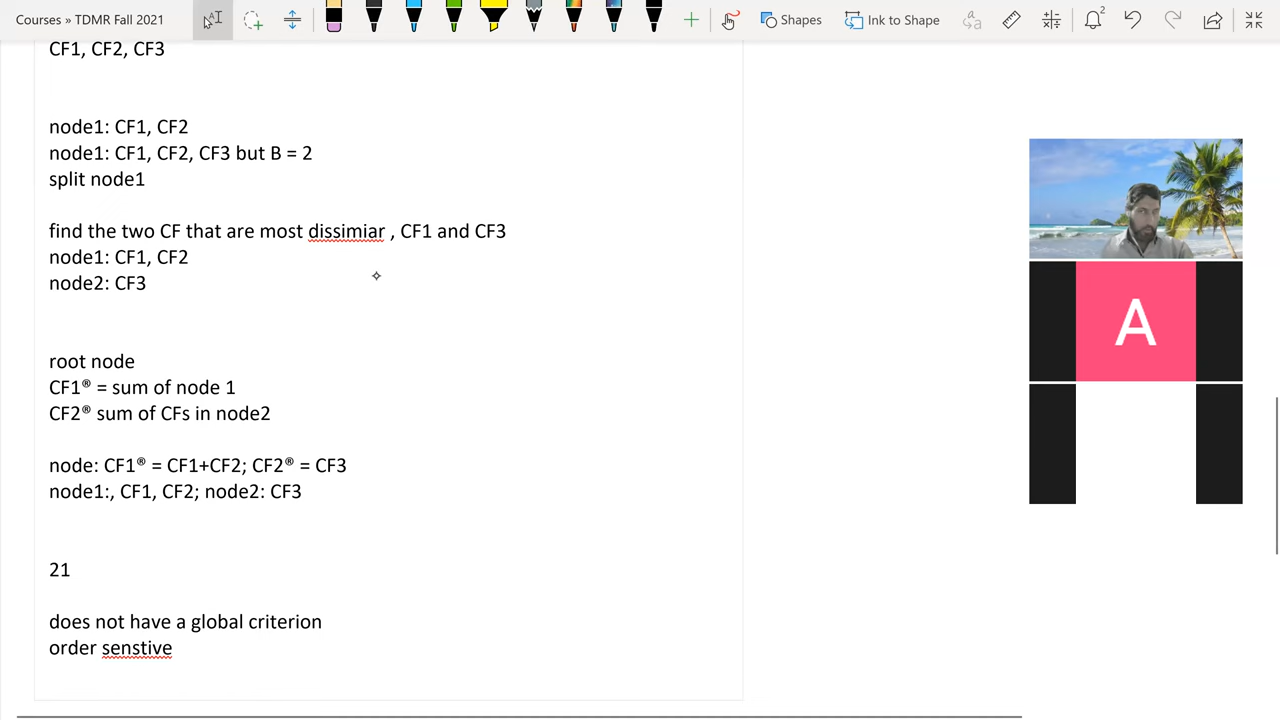 Courses » TDMR Fall 2021
Shapes
Ink to Shape
2
CF1, CF2, CF3
node1: CF1, CF2
node1: CF1, CF2, CF3 but B = 2
split node1
find the two CF that are most dissimiar , CF1 and CF3
node1: CF1, CF2
node2: CF3
root node
CF1® = sum of node 1
CF2® sum of CFs in node2
node: CF1® = CF1+CF2; CF2® = CF3
node1:, CF1, CF2; node2: CF3
21
does not have a global criterion
order senstive
A